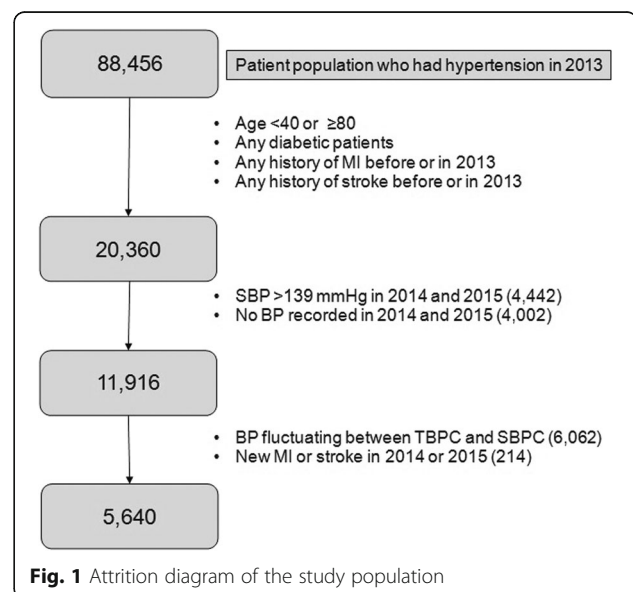 88,456
Patient population who had hypertension in 2013
• Age <40 or ≥80
• Any diabetic patients
• Any history of MI before or in 2013
• Any history of stroke before or in 2013
20,360
• SBP >139 mmHg in 2014 and 2015 (4,442)
• No BP recorded in 2014 and 2015 (4,002)
11,916
• BP fluctuating between TBPC and SBPC (6,062)
• New MI or stroke in 2014 or 2015 (214)
5,640
Fig. 1 Attrition diagram of the study population